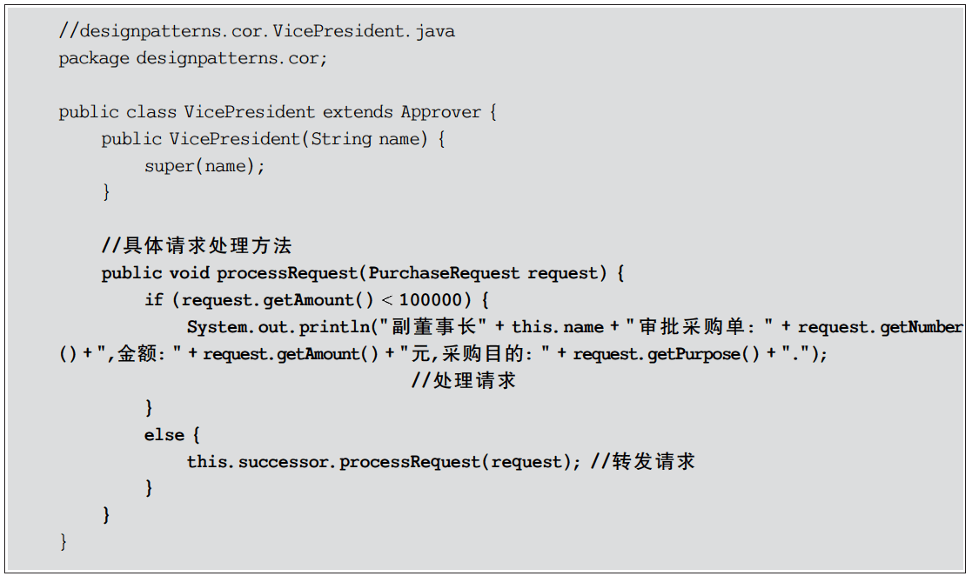 //designpatterns.cor.VicePresident.java
package designpatterns.cor;

public class VicePresident extends Approver {
    public VicePresident(String name) {
        super(name);
    }

    //具体请求处理方法
    public void processRequest(PurchaseRequest request) {
        if (request.getAmount() < 100000) {
            System.out.println("副董事长" + this.name + "审批采购单：" + request.getNumber
() + ",金额：" + request.getAmount() + "元,采购目的：" + request.getPurpose() + ".");
                                 //处理请求
        }
        else {
            this.successor.processRequest(request); //转发请求
        }
    }
}